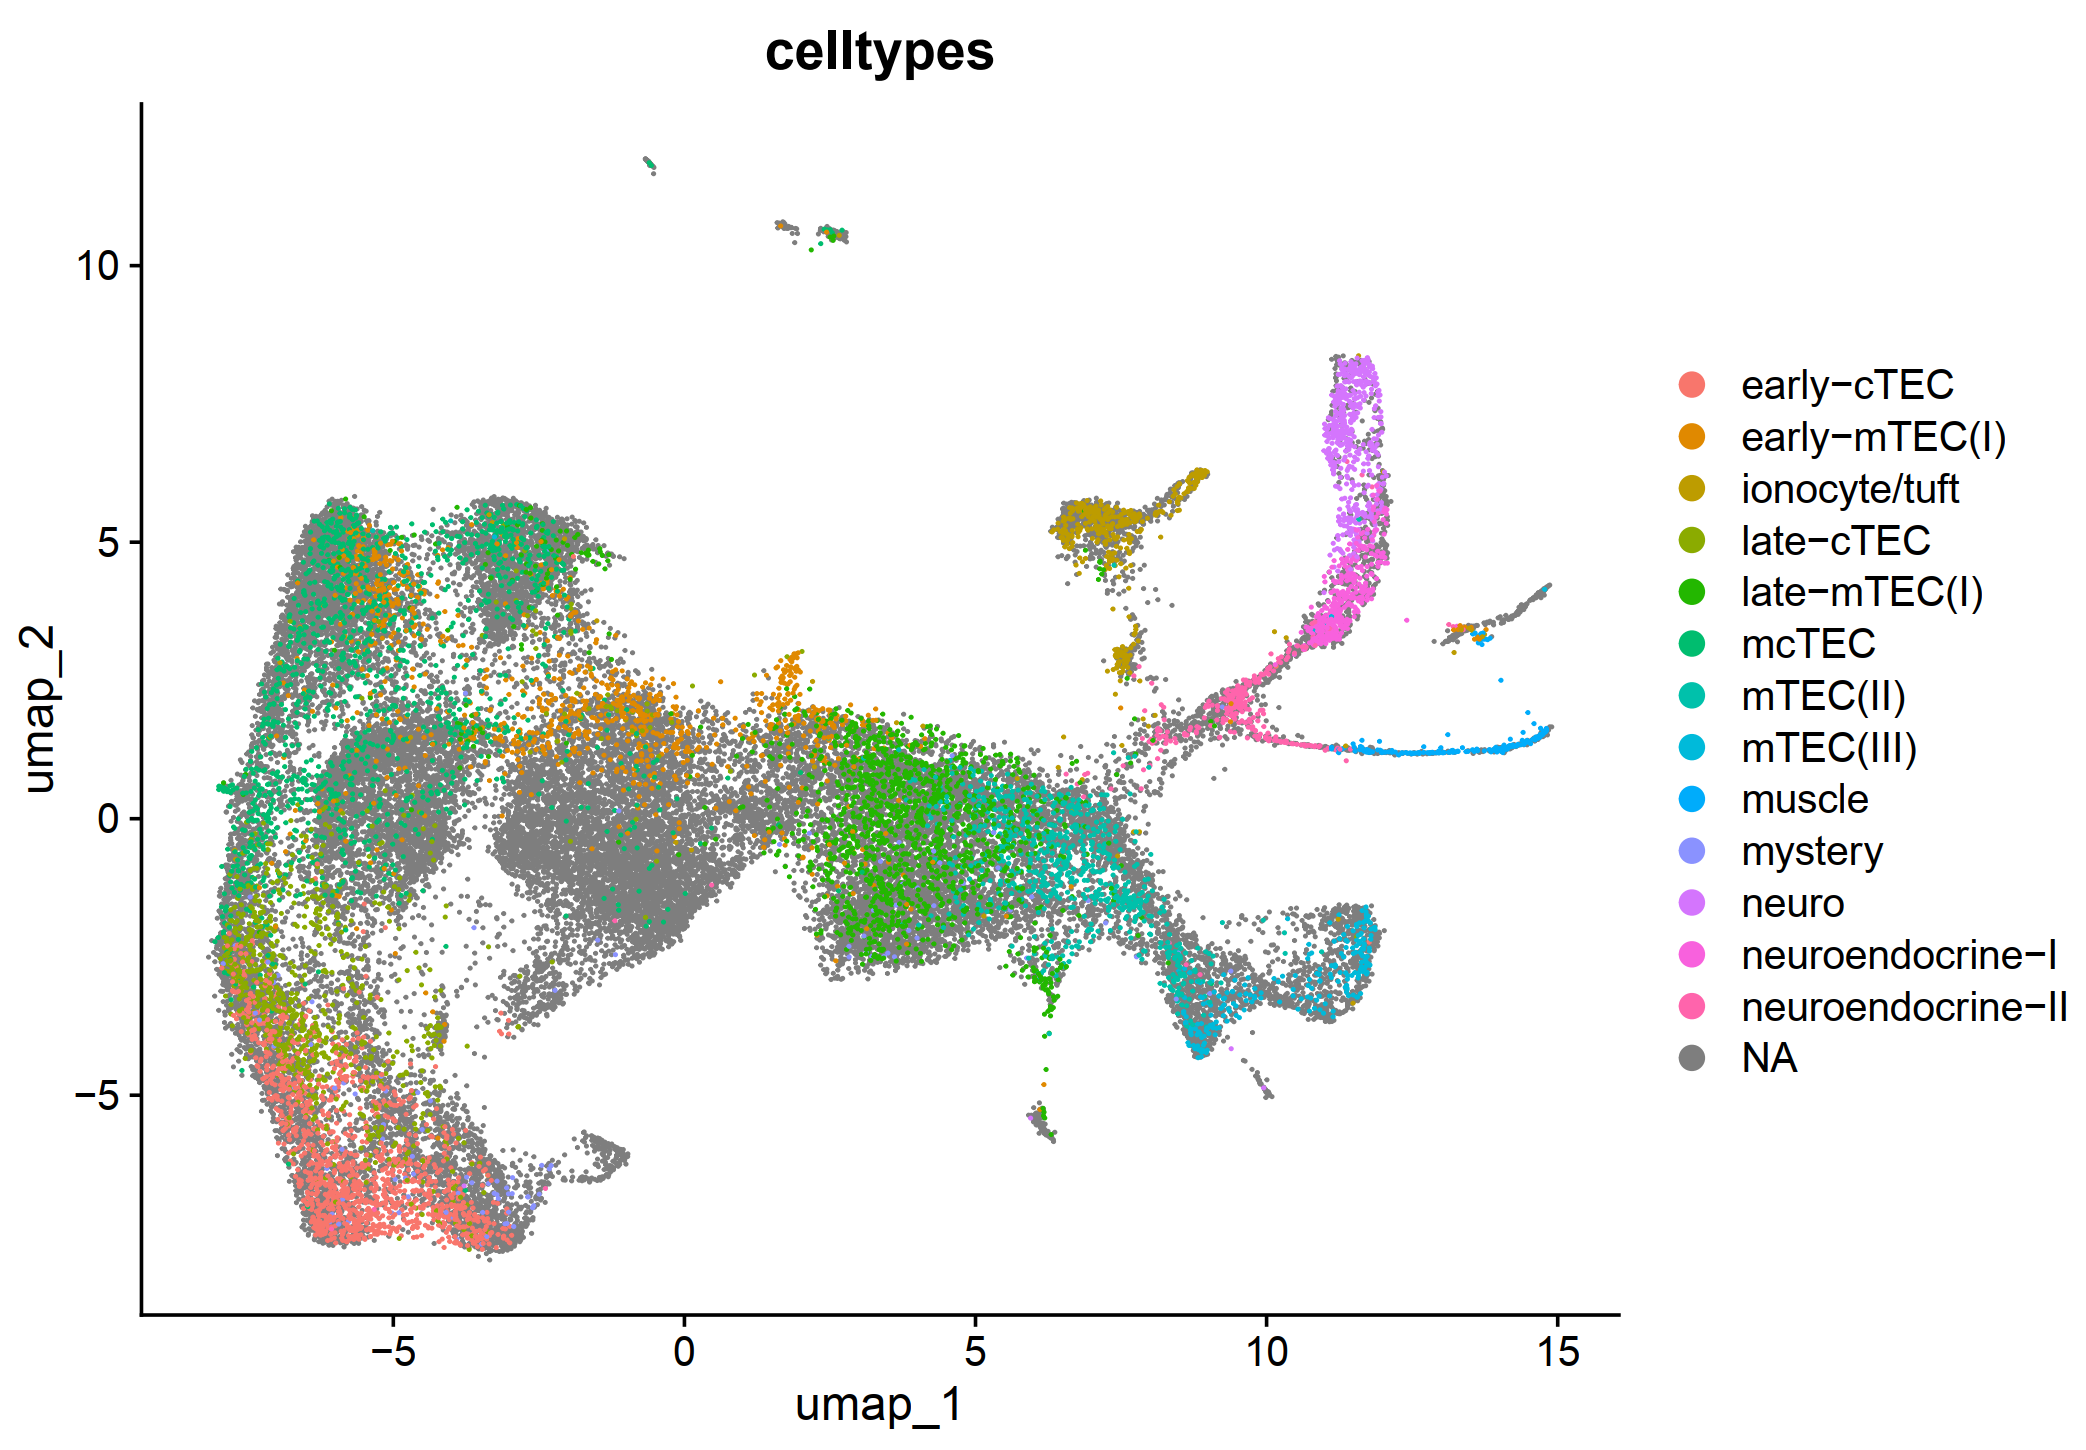 celltypes
10
5
0
−5
umap_2
−5
0
5
10
15
umap_1
early−cTEC
early−mTEC(I)
ionocyte/tuft
late−cTEC
late−mTEC(I)
mcTEC
mTEC(II)
mTEC(III)
muscle
mystery
neuro
neuroendocrine−I
neuroendocrine−II
NA